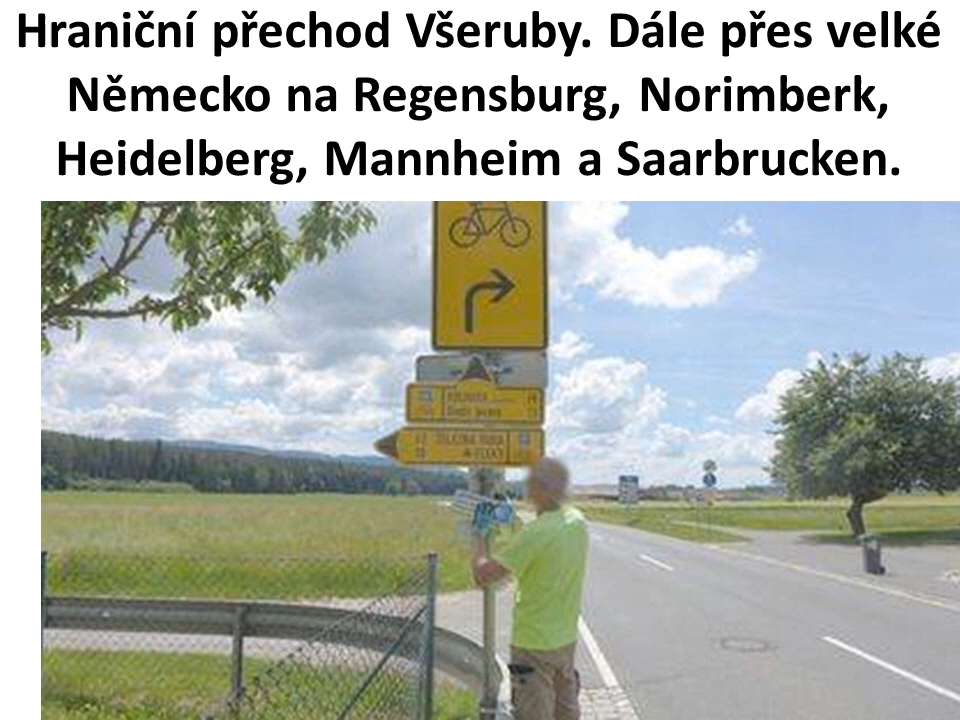 Hraniční přechod Všeruby. Dále přes velké
Německo na Regensburg, Norimberk,
Heidelberg, Mannheim a Saarbrucken.